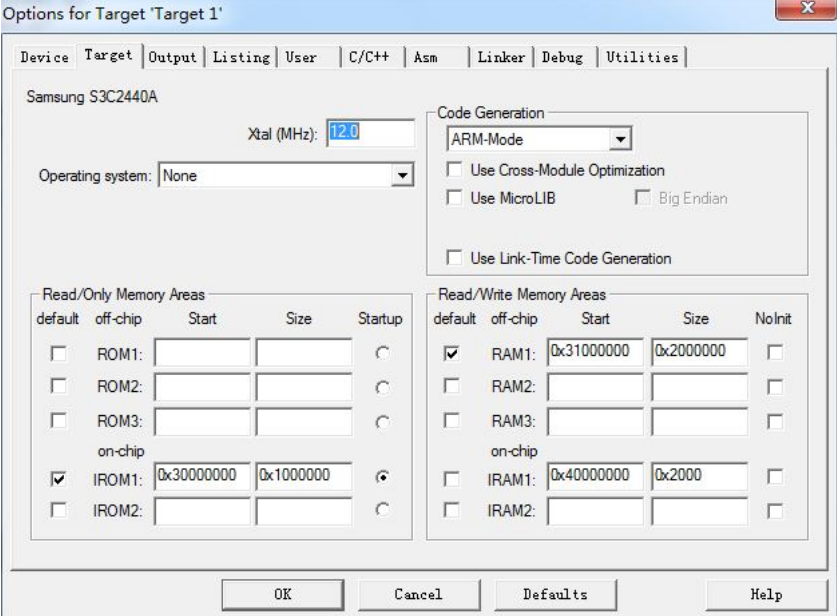 Options for Target 'Target 1'
x
Device Target Output Listing User C/C++ Asm Linker Debug Utilities
Samsung S3C2440A
Xtal (MHz): 12.0
Operating system: None
Code Generation
ARM-Mode
Use Cross-Module Optimization
Use MicroLIB Big Endian
Use Link-Time Code Generation
Read/Only Memory Areas
default off-chip Start Size Startup
ROM1:
ROM2:
ROM3:
on-chip
IROM1: 0x30000000 0x1000000
IROM2:
Read/Write Memory Areas
default off-chip Start Size NoInit
RAM1: 0x31000000 0x2000000
RAM2:
RAM3:
on-chip
IRAM1: 0x40000000 0x2000
IRAM2:
OK Cancel Defaults Help